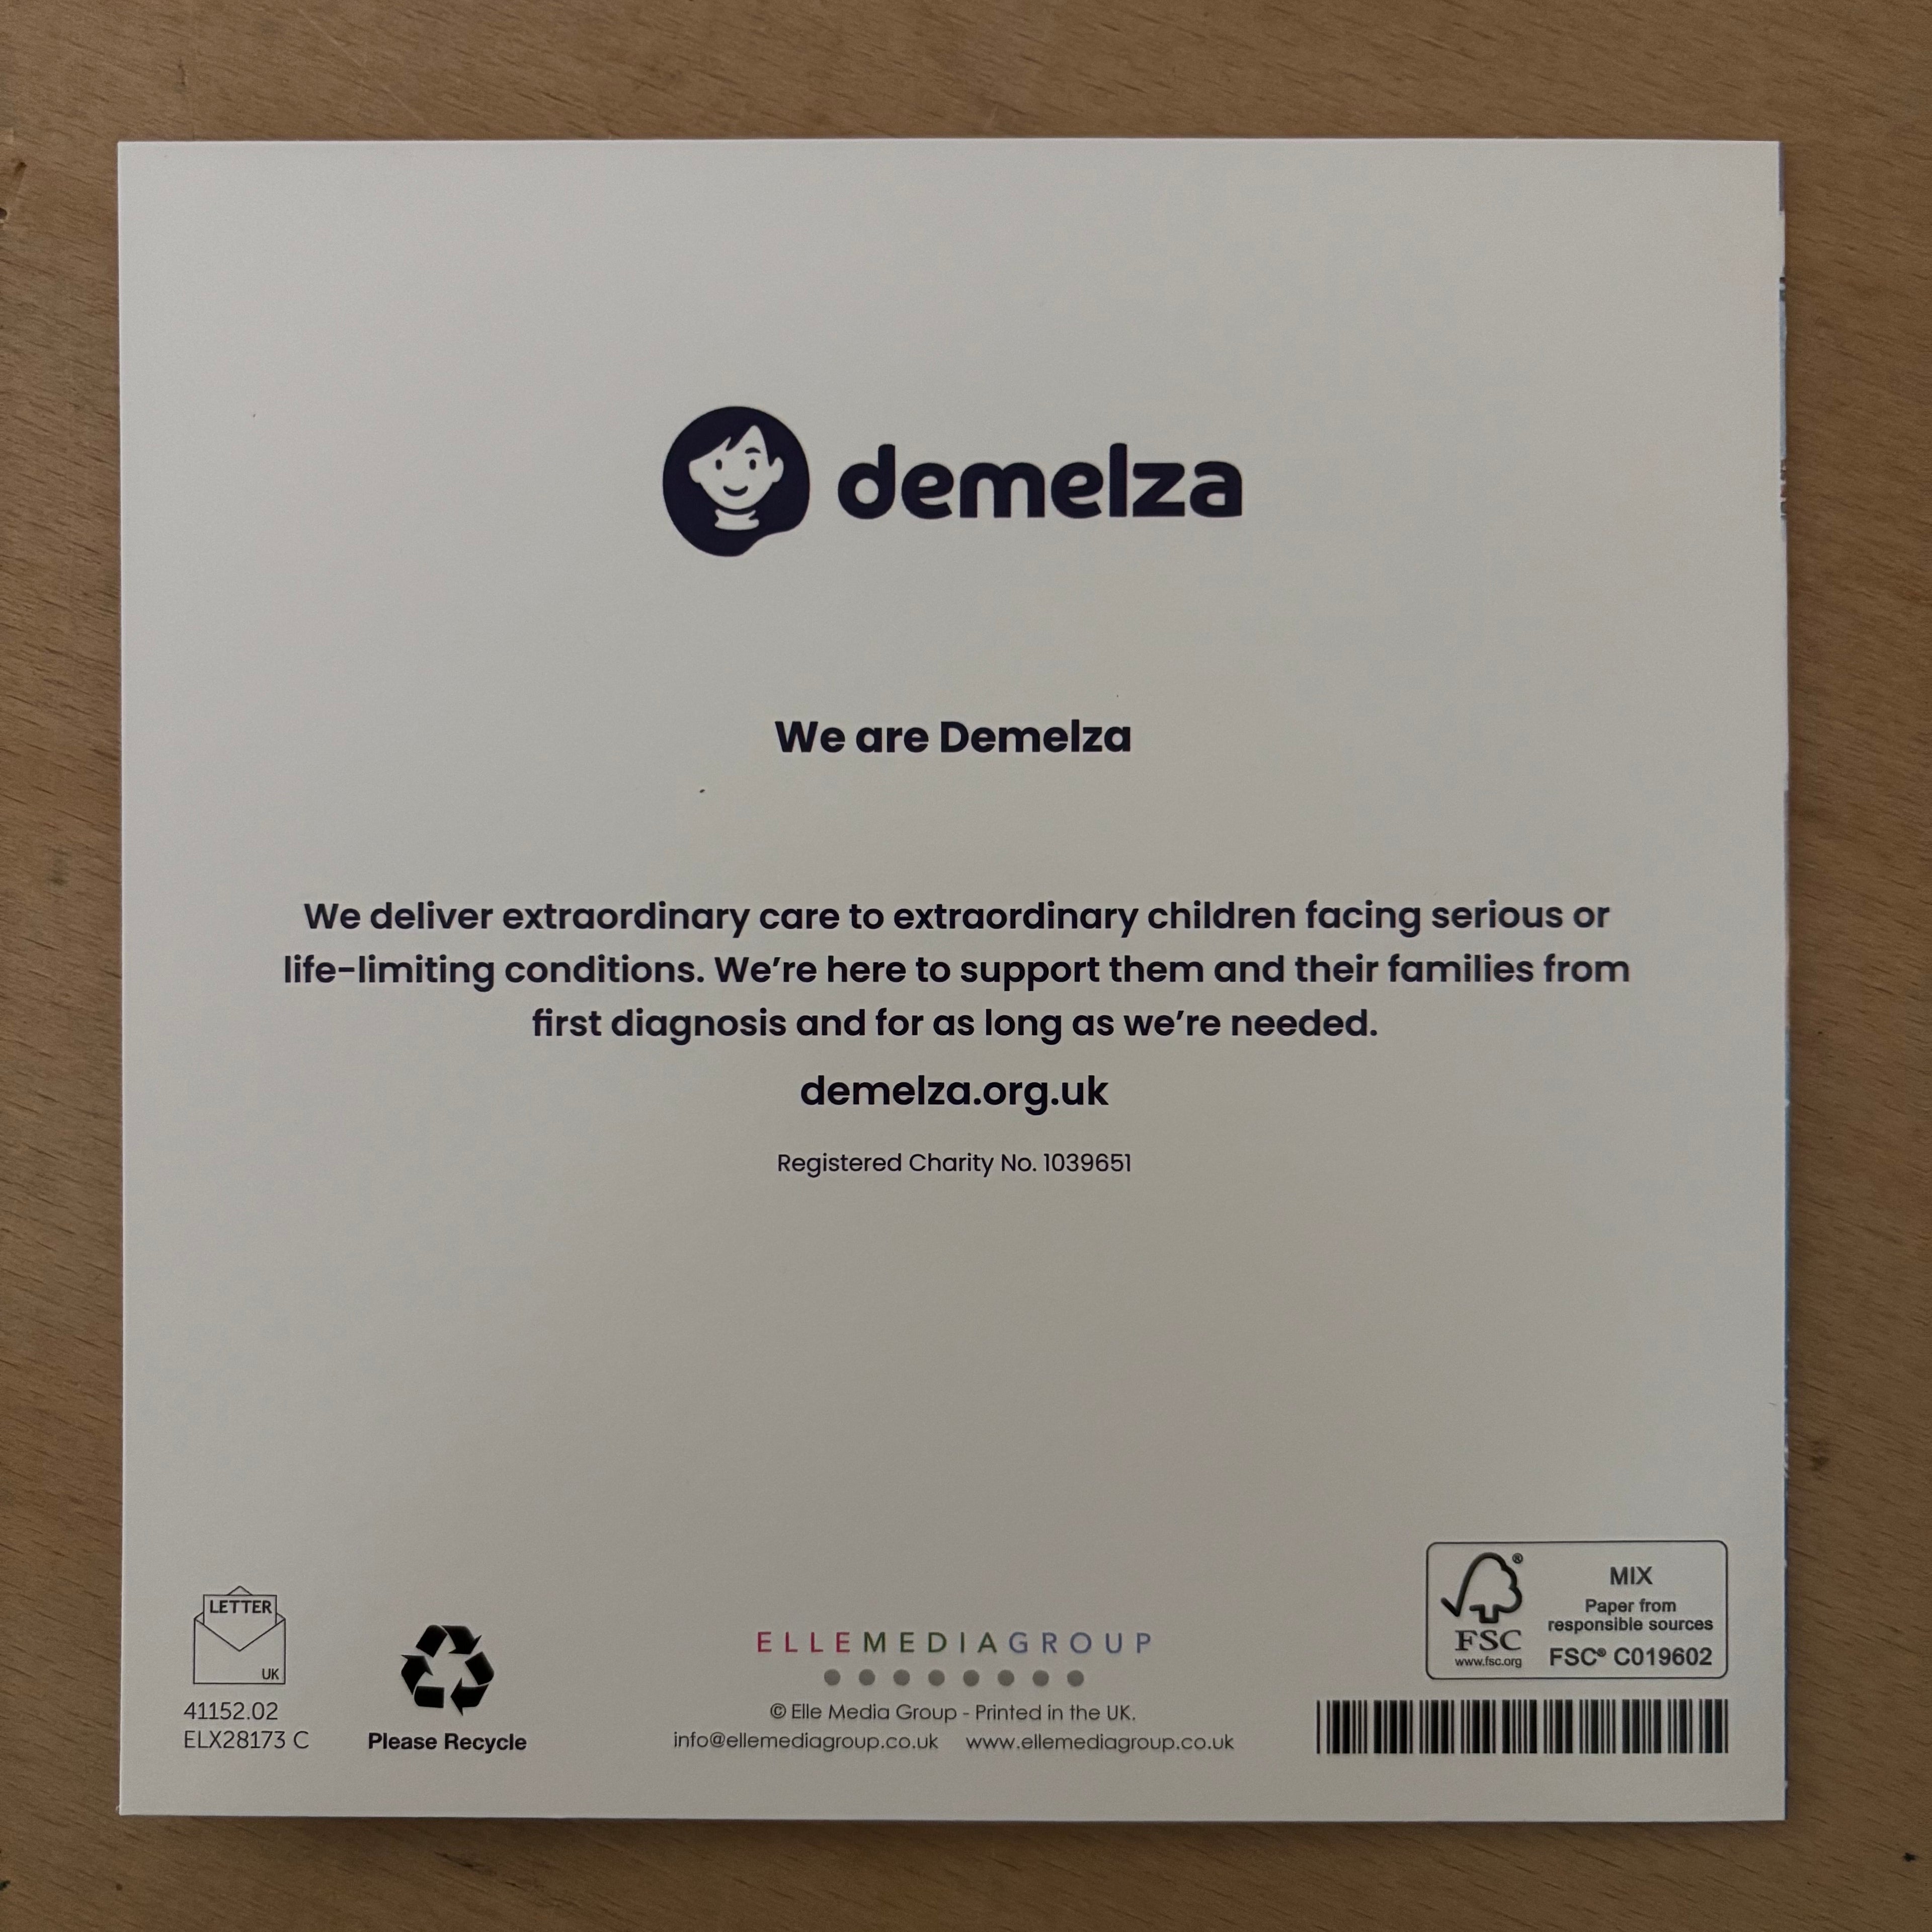 demelza
We are Demelza
We deliver extraordinary care to extraordinary children facing serious or
life-limiting conditions. We’re here to support them and their families from
first diagnosis and for as long as we’re needed.
demelza.org.uk
Registered Charity No. 1039651
LETTER
UK
41152.02
ELX28173 C
Please Recycle
ELLEMEDIAGROUP
© Elle Media Group - Printed in the UK.
info@ellemediagroup.co.uk www.ellemediagroup.co.uk
®
FSC
www.fsc.org
MIX
Paper from
responsible sources
FSC® C019602